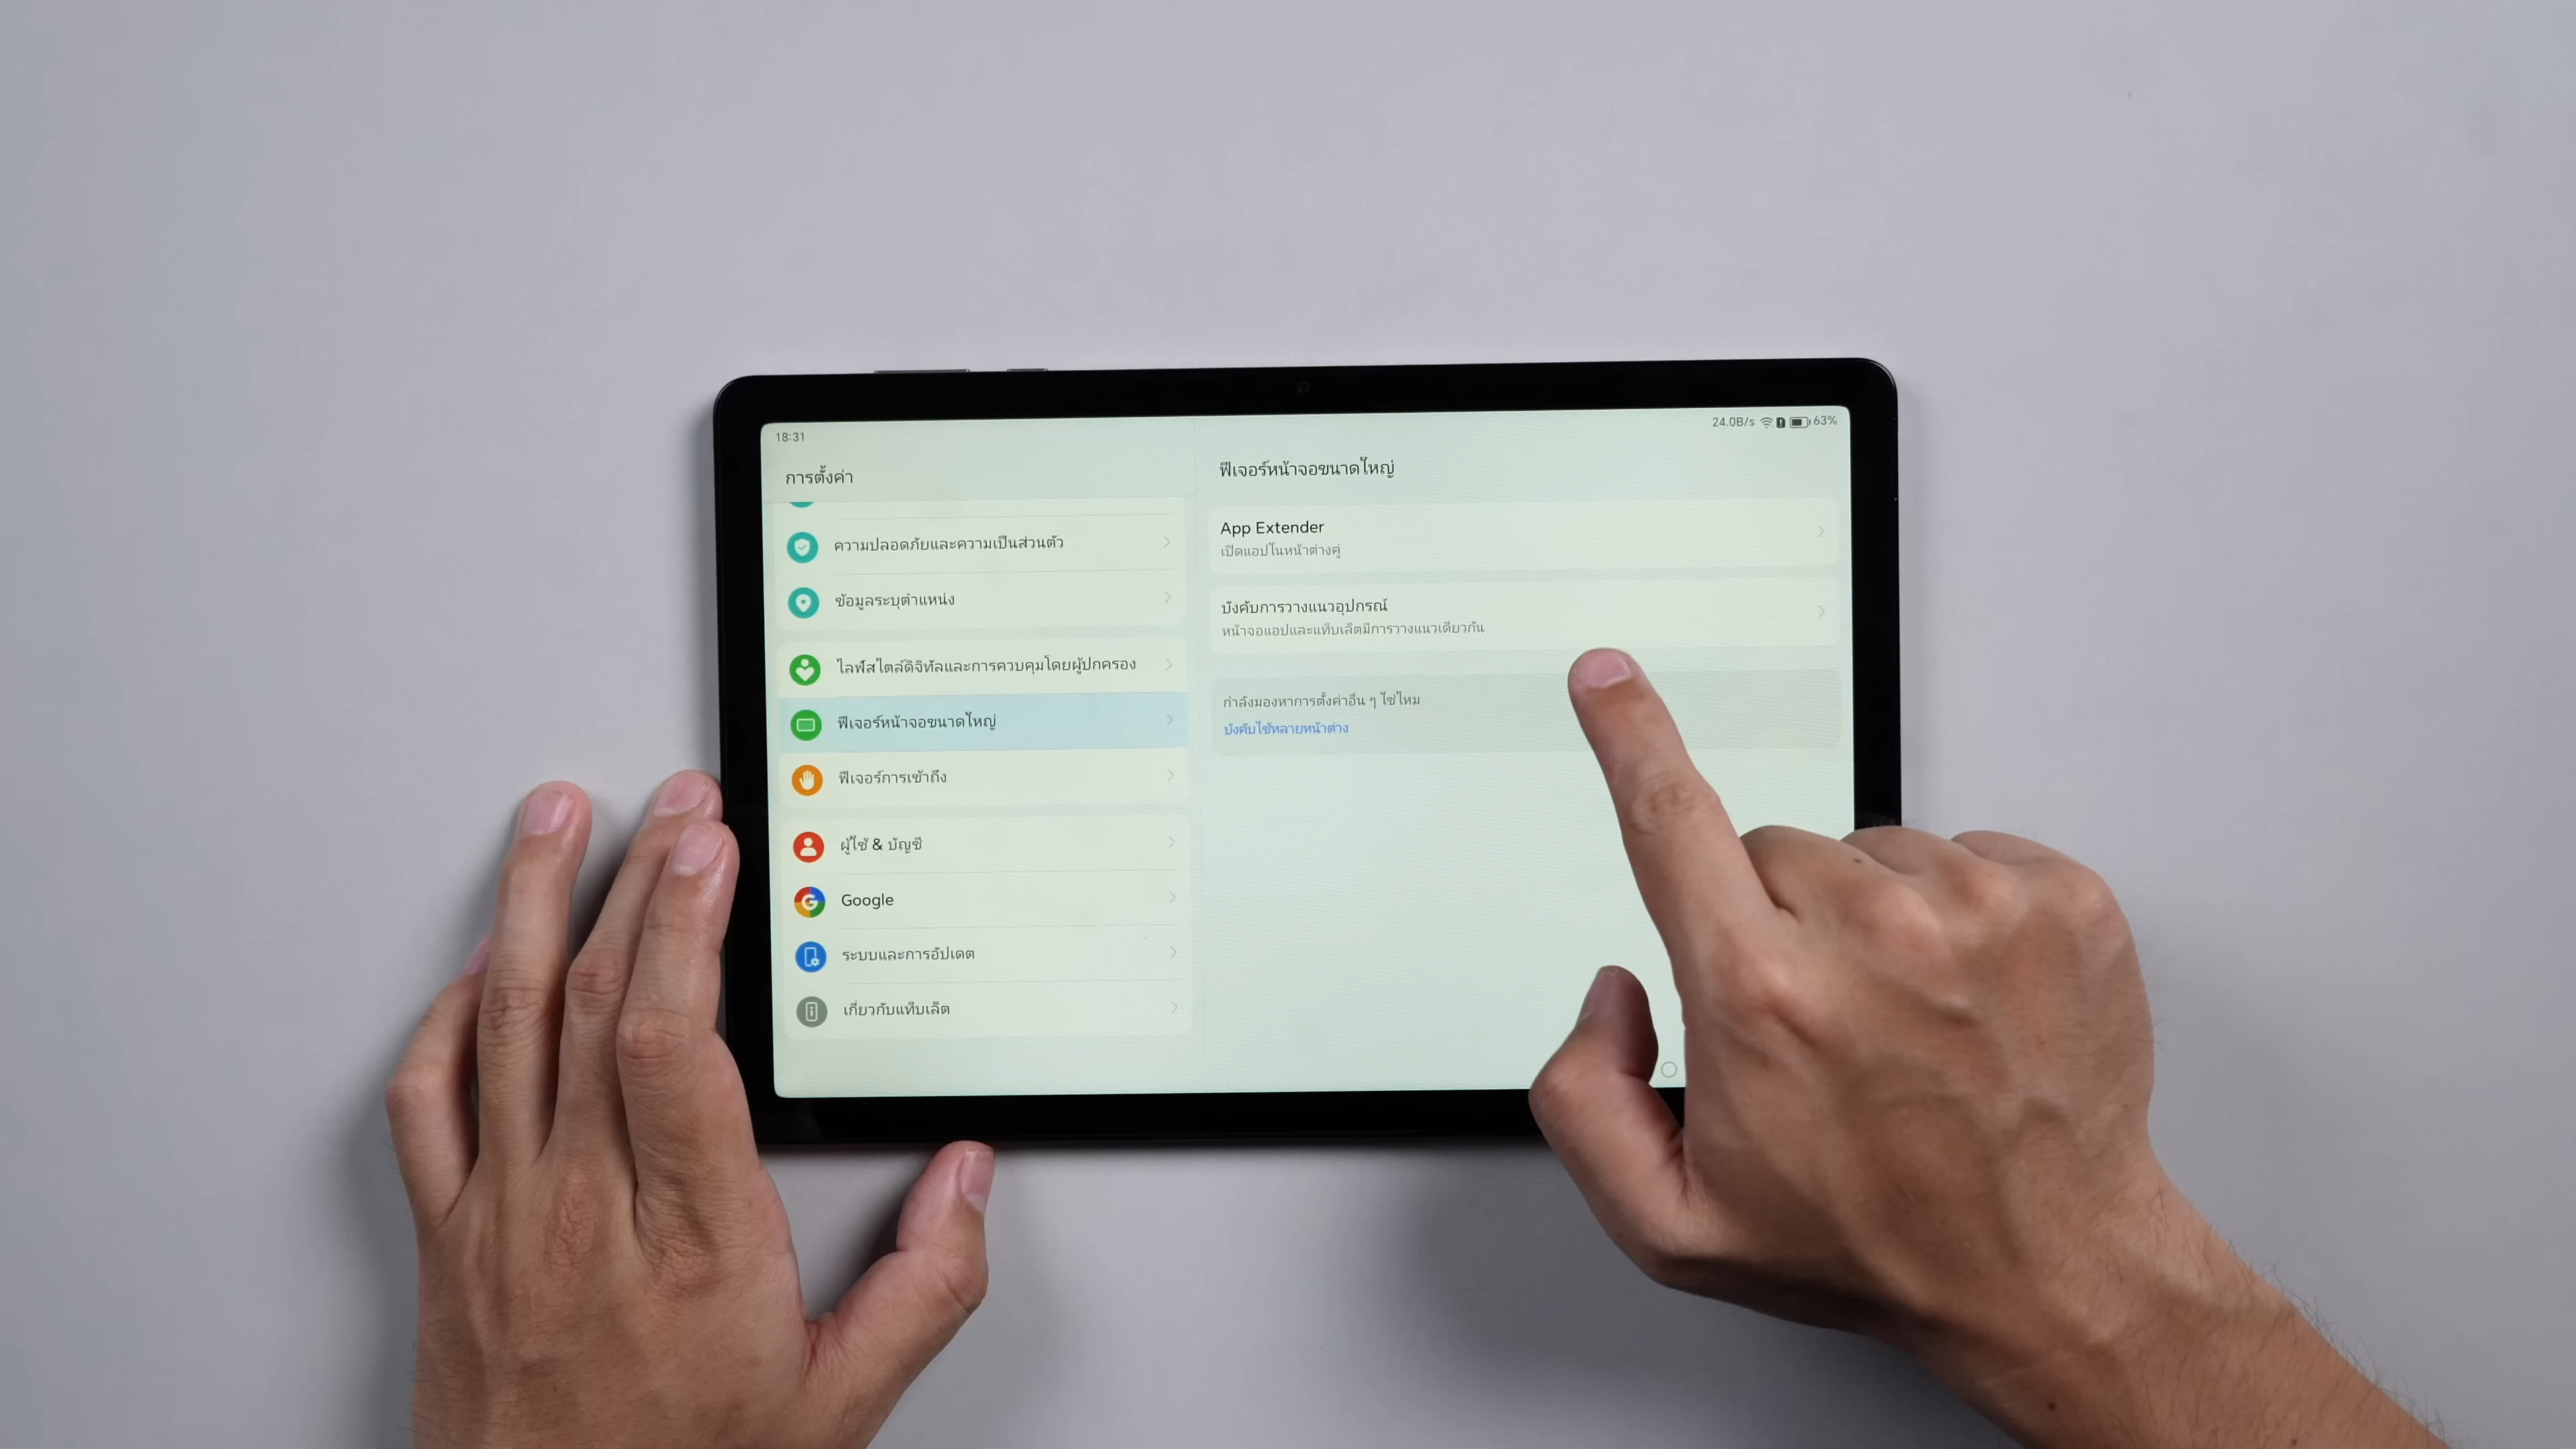 18:31
24.0B/s 63%
การตั้งค่า
ความปลอดภัยและความเป็นส่วนตัว
ข้อมูลระบุตำแหน่ง
ไลฟ์สไตล์ดิจิทัลและการควบคุมโดยผู้ปกครอง
ฟีเจอร์หน้าจอขนาดใหญ่
ฟีเจอร์การเข้าถึง
ผู้ใช้ & บัญชี
Google
ระบบและการอัปเดต
เกี่ยวกับแท็บเล็ต
ฟีเจอร์หน้าจอขนาดใหญ่
App Extender
เปิดแอปในหน้าต่างคู่
บังคับการวางแนวอุปกรณ์
หน้าจอแอปและแท็บเล็ตมีการวางแนวเดียวกัน
กำลังมองหาการตั้งค่าอื่น ๆ ใช่ไหม
บังคับใช้หลายหน้าต่าง